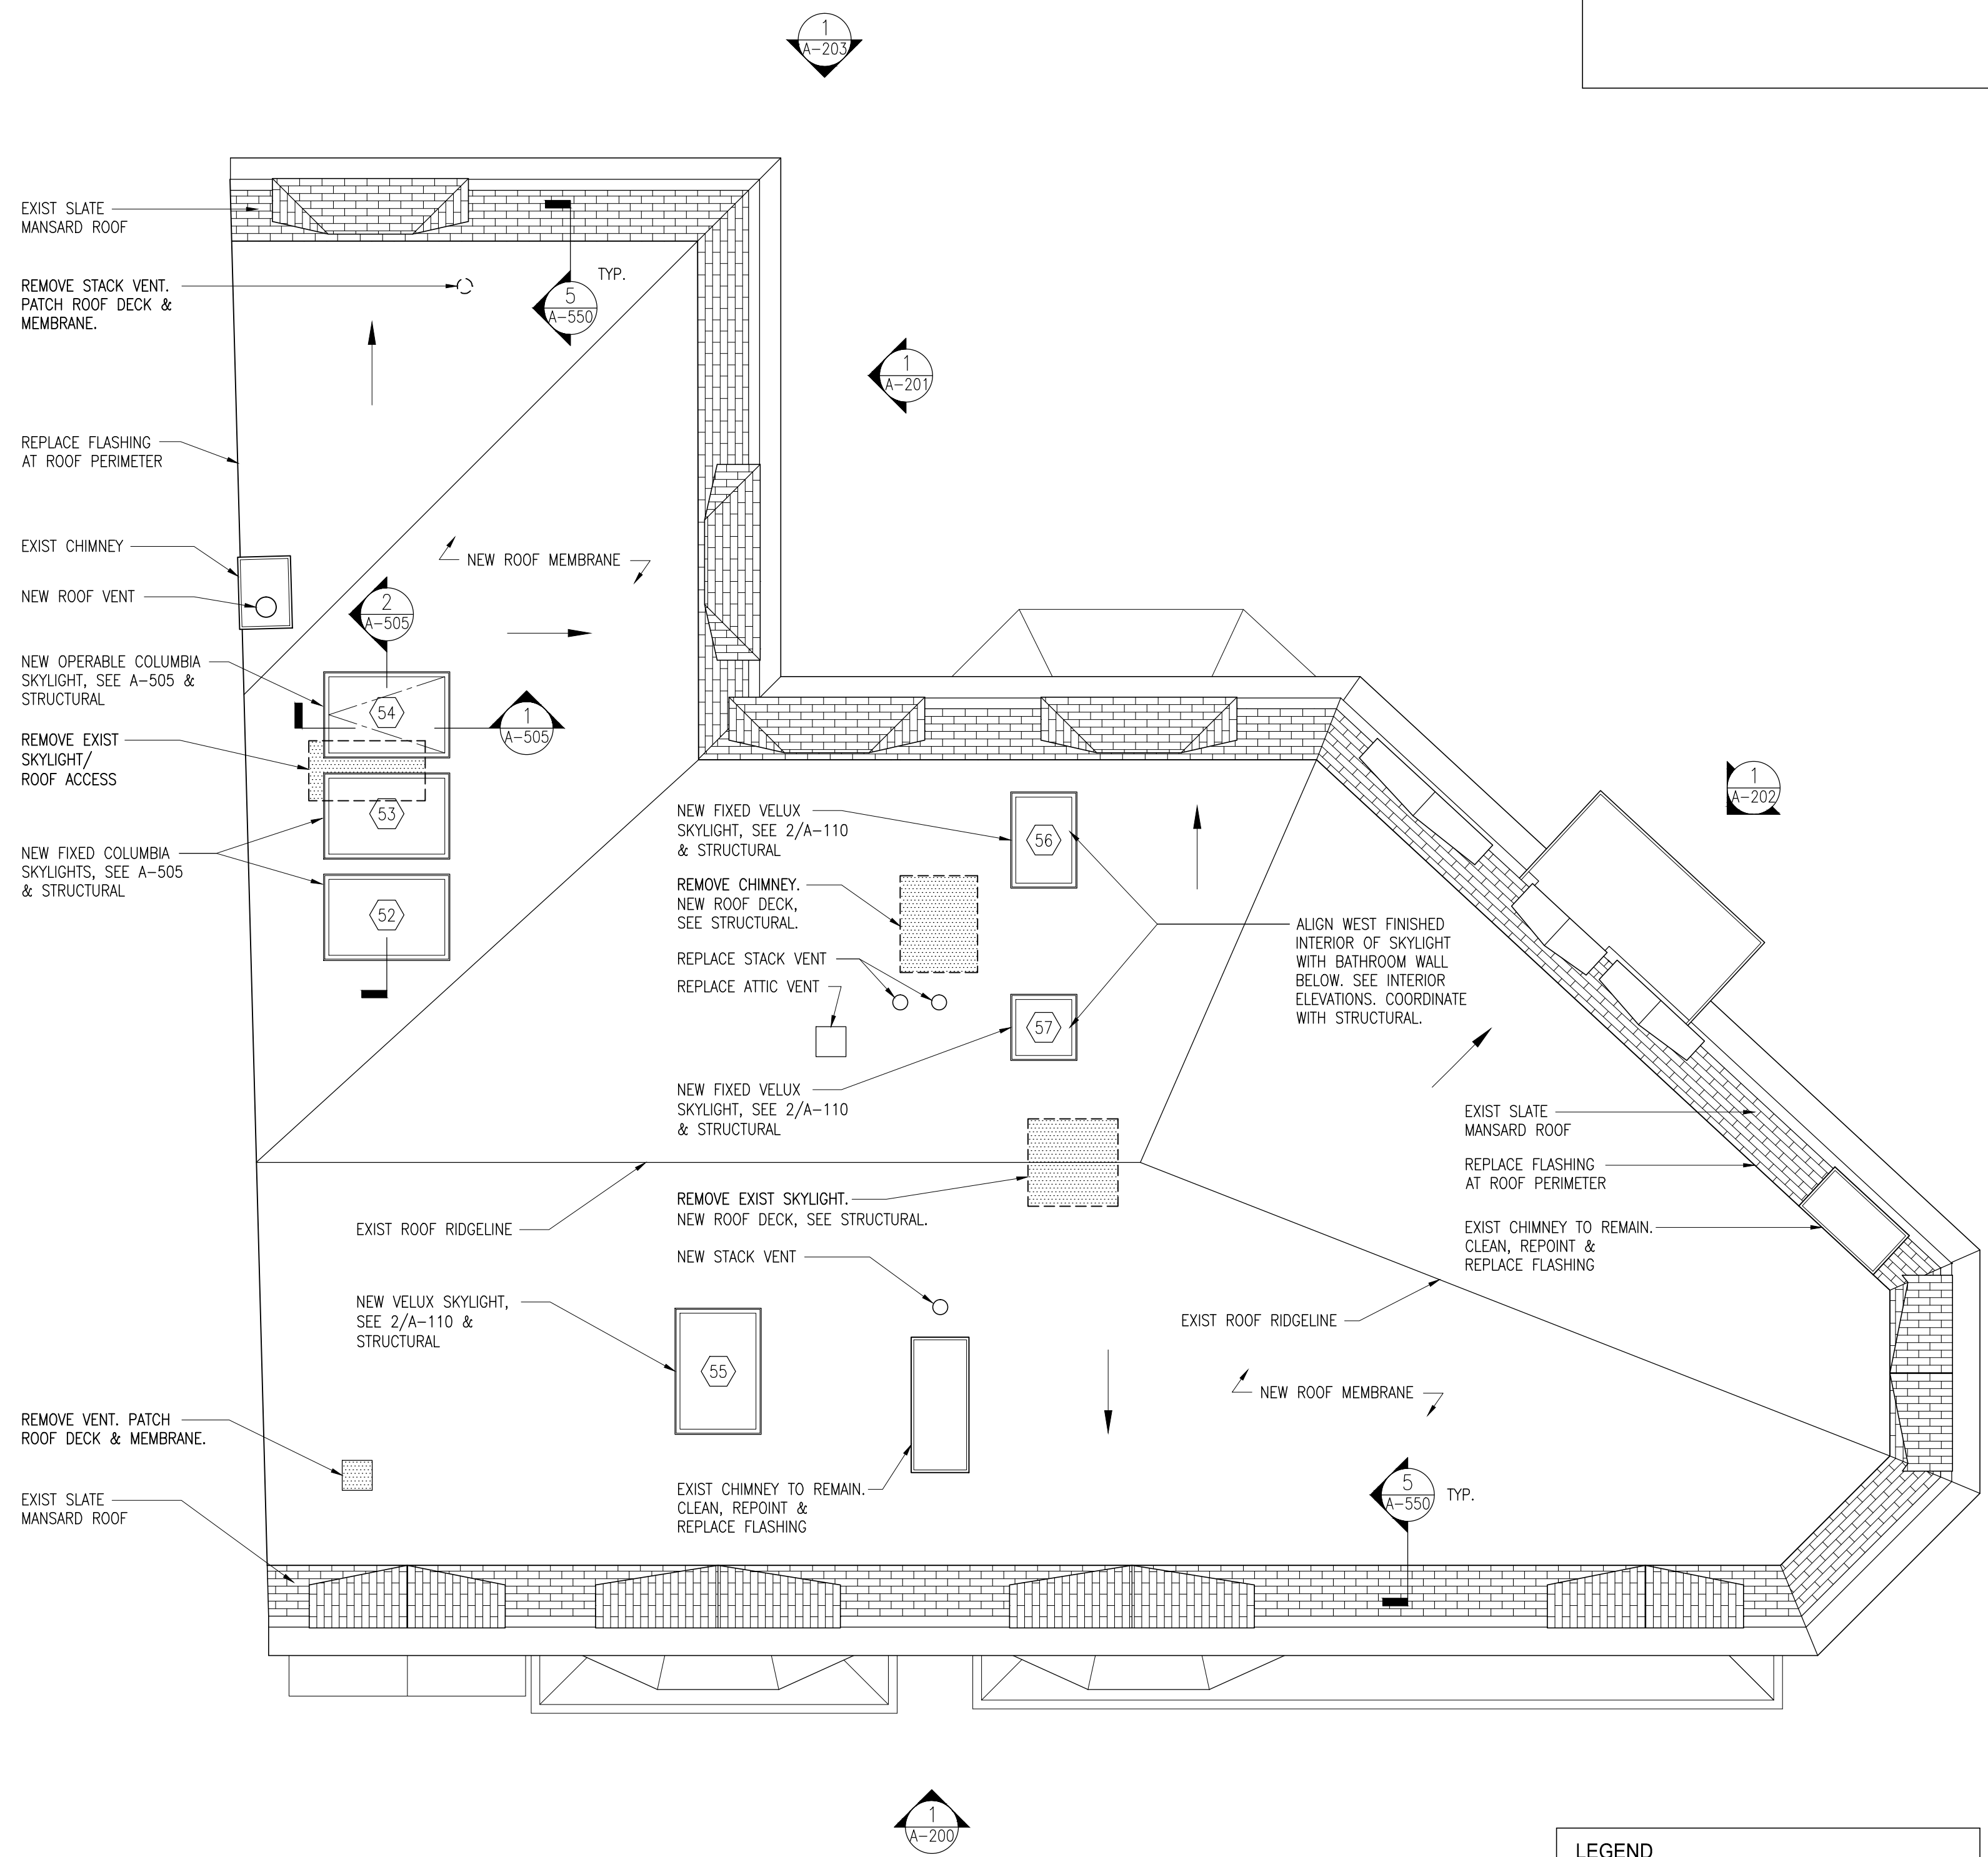 1
A-203
EXIST SLATE
MANSARD ROOF
REMOVE STACK VENT.
PATCH ROOF DECK &
MEMBRANE.
TYP.
5
A-550
1
A-201
REPLACE FLASHING
AT ROOF PERIMETER
EXIST CHIMNEY
NEW ROOF MEMBRANE
NEW ROOF VENT
2
A-505
NEW OPERABLE COLUMBIA
SKYLIGHT, SEE A-505 &
STRUCTURAL
54
1
A-505
REMOVE EXIST
SKYLIGHT/
ROOF ACCESS
53
NEW FIXED COLUMBIA
SKYLIGHTS, SEE A-505
& STRUCTURAL
52
1
A-202
NEW FIXED VELUX
SKYLIGHT, SEE 2/A-110
& STRUCTURAL
56
REMOVE CHIMNEY.
NEW ROOF DECK,
SEE STRUCTURAL.
REPLACE STACK VENT
REPLACE ATTIC VENT
57
ALIGN WEST FINISHED
INTERIOR OF SKYLIGHT
WITH BATHROOM WALL
BELOW. SEE INTERIOR
ELEVATIONS. COORDINATE
WITH STRUCTURAL.
NEW FIXED VELUX
SKYLIGHT, SEE 2/A-110
& STRUCTURAL
EXIST SLATE
MANSARD ROOF
REPLACE FLASHING
AT ROOF PERIMETER
EXIST CHIMNEY TO REMAIN.
CLEAN, REPOINT &
REPLACE FLASHING
REMOVE EXIST SKYLIGHT.
NEW ROOF DECK, SEE STRUCTURAL.
EXIST ROOF RIDGELINE
NEW STACK VENT
NEW VELUX SKYLIGHT,
SEE 2/A-110 &
STRUCTURAL
55
EXIST ROOF RIDGELINE
NEW ROOF MEMBRANE
REMOVE VENT. PATCH
ROOF DECK & MEMBRANE.
EXIST SLATE
MANSARD ROOF
EXIST CHIMNEY TO REMAIN.
CLEAN, REPOINT &
REPLACE FLASHING
5
A-550
TYP.
1
A-200
LEGEND